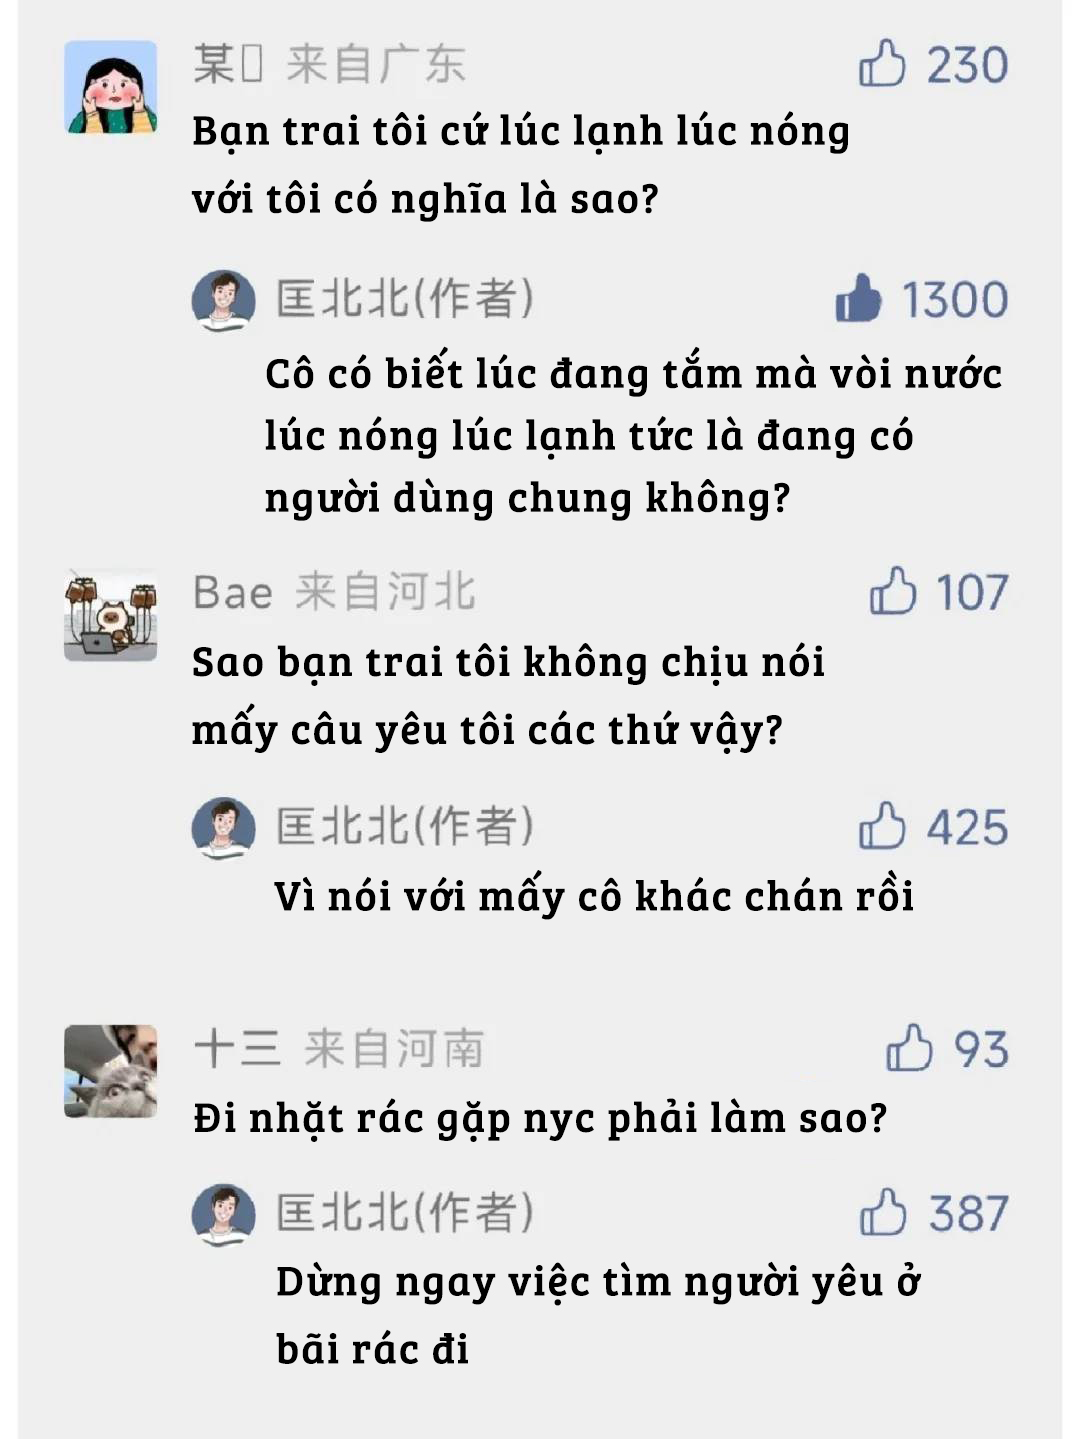 某 来自广东 230
Bạn trai tôi cứ lúc lạnh lúc nóng
với tôi có nghĩa là sao?
匡北北(作者) 1300
Cô có biết lúc đang tắm mà vòi nước
lúc nóng lúc lạnh tức là đang có
người dùng chung không?
Bae 来自河北 107
Sao bạn trai tôi không chịu nói
mấy câu yêu tôi các thứ vậy?
匡北北(作者) 425
Vì nói với mấy cô khác chán rồi
十三 来自河南 93
Đi nhặt rác gặp nyc phải làm sao?
匡北北(作者) 387
Dừng ngay việc tìm người yêu ở
bãi rác đi